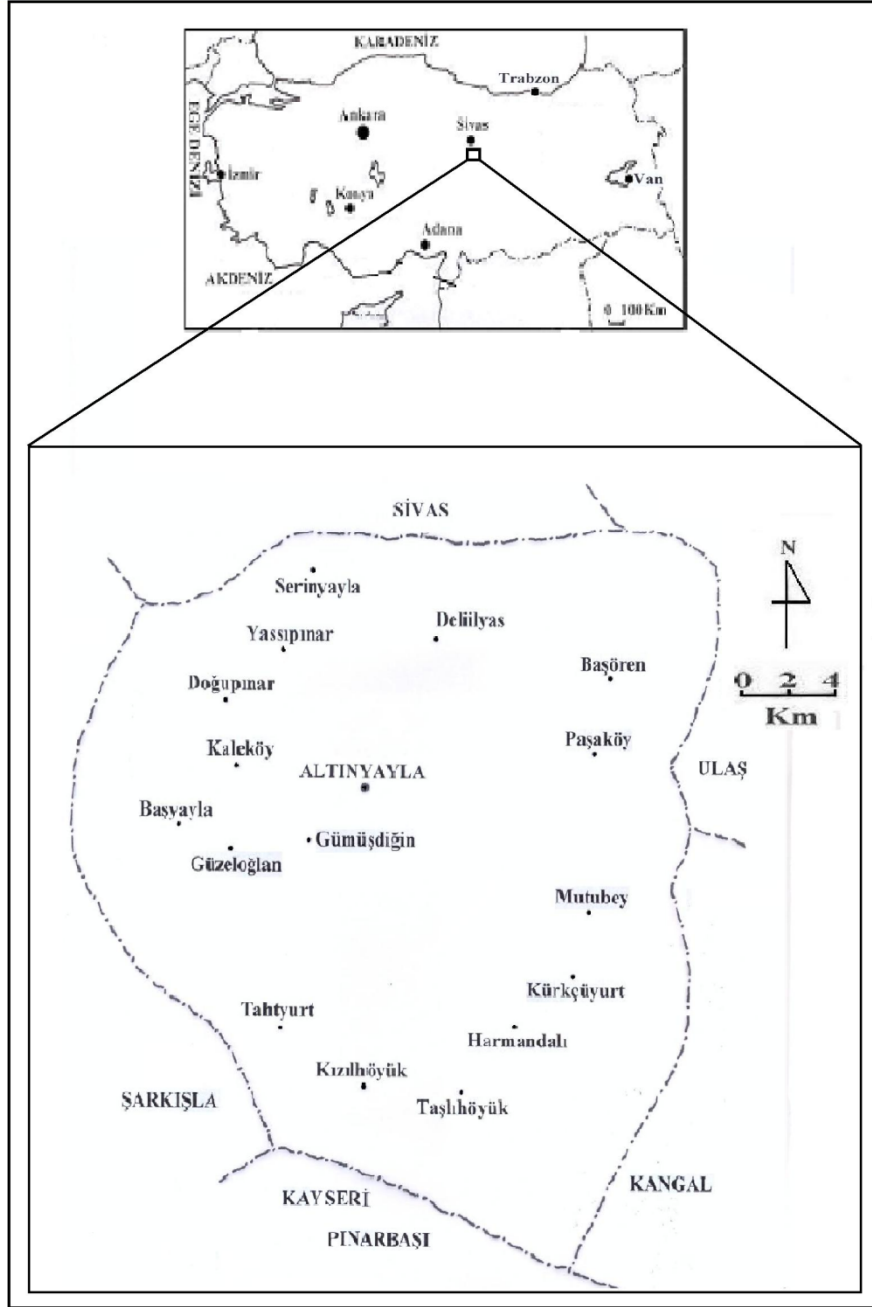 KARADENİZ
Trabzon
Ankara
Sivas
EGE DENİZİ
İzmir
Van
Konya
Adana
AKDENİZ
0 100 Km
SİVAS
N
Serinyayla
Deliilyas
Yassıpınar
Başören
Doğupınar
0 2 4
Km
Kaleköy
Paşaköy
ALTINYAYLA
ULAŞ
Başyayla
Gümüşdiğin
Güzeloğlan
Mutubey
Kürkçüyurt
Tahtyurt
Harmandalı
Kızılhöyük
ŞARKIŞLA
Taşlıhöyük
KANGAL
KAYSERİ
PINARBAŞI